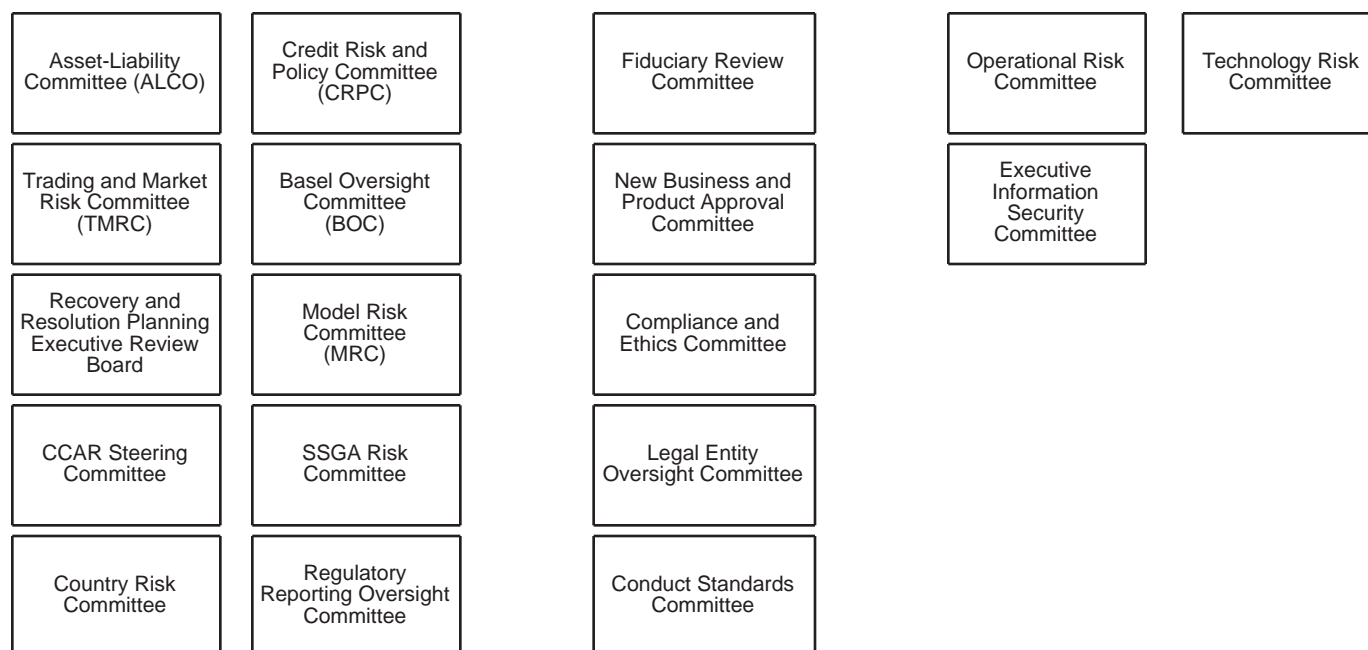 Asset-Liability
Committee (ALCO)
Credit Risk and
Policy Committee
(CRPC)
Fiduciary Review
Committee
Operational Risk
Committee
Technology Risk
Committee
Trading and Market
Risk Committee
(TMRC)
Basel Oversight
Committee
(BOC)
New Business and
Product Approval
Committee
Executive
Information
Security
Committee
Recovery and
Resolution Planning
Executive Review
Board
Model Risk
Committee
(MRC)
Compliance and
Ethics Committee
CCAR Steering
Committee
SSGA Risk
Committee
Legal Entity
Oversight Committee
Country Risk
Committee
Regulatory
Reporting Oversight
Committee
Conduct Standards
Committee